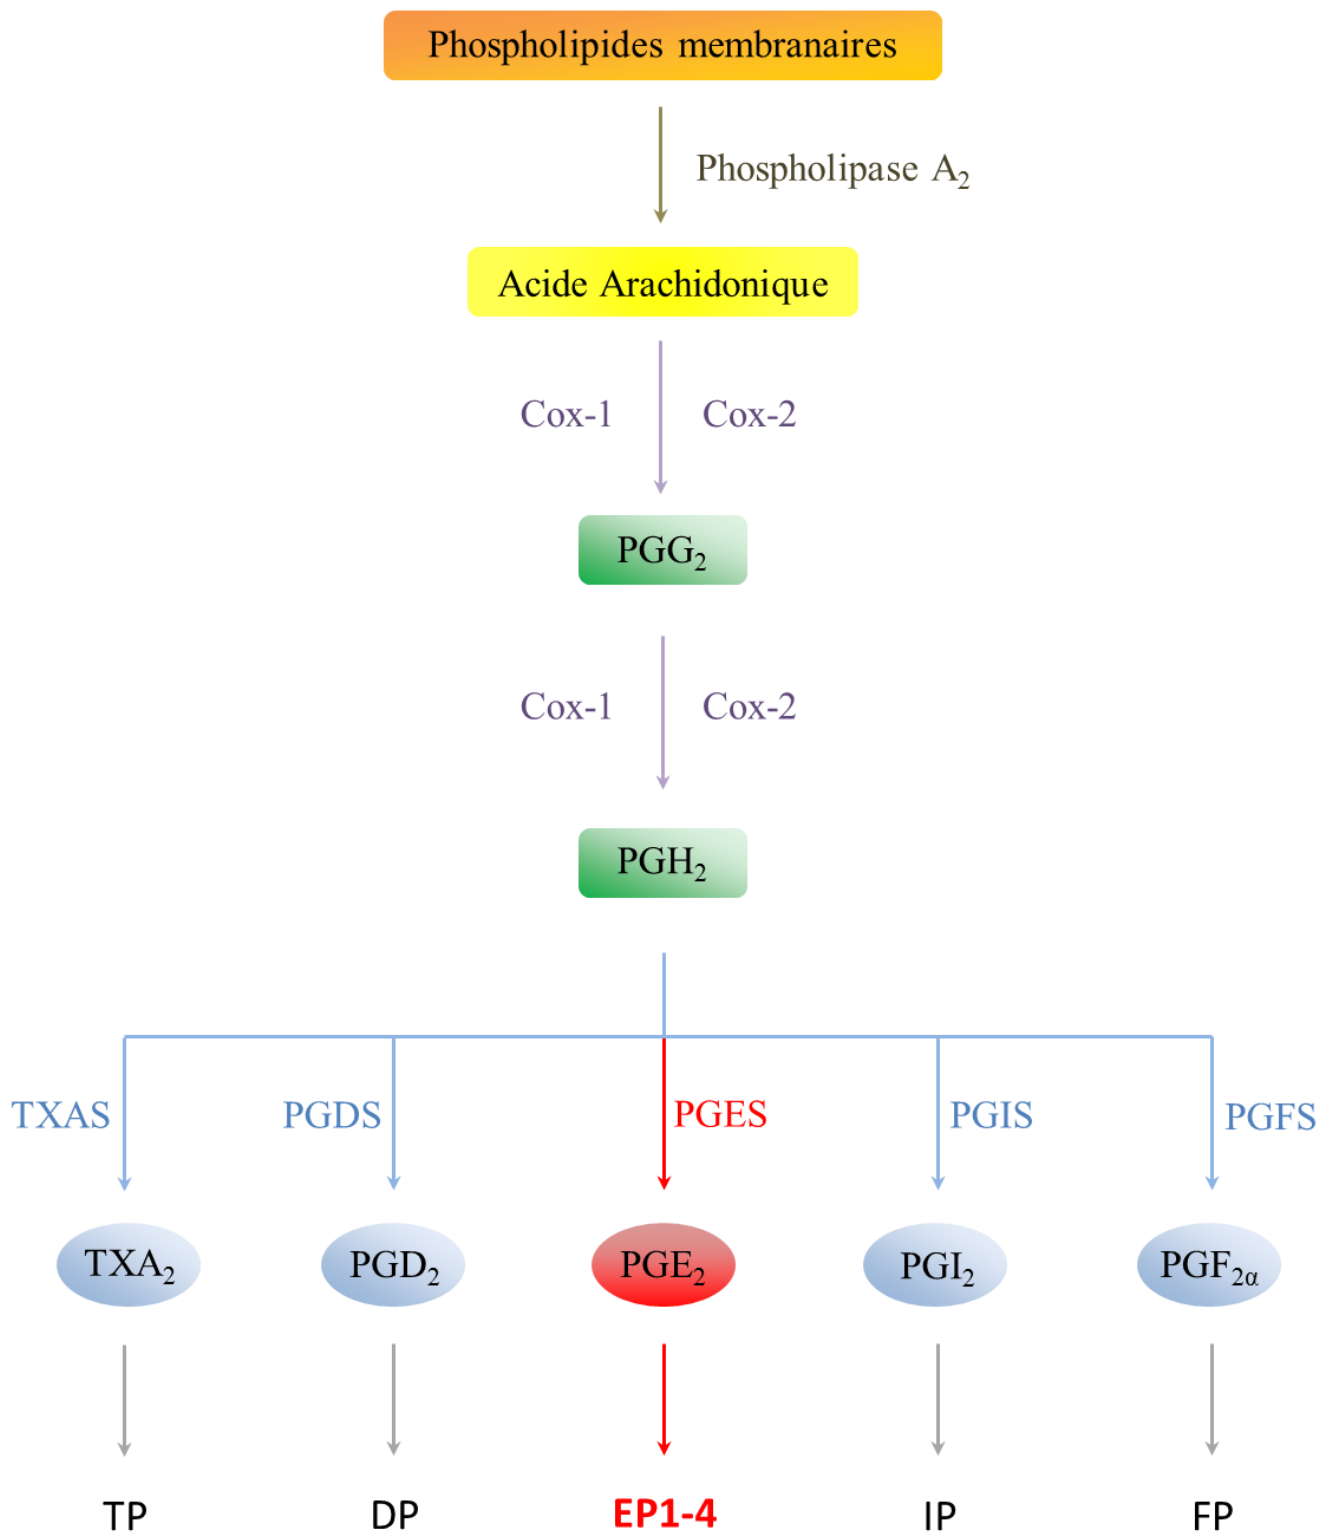 Phospholipides membranaires
Phospholipase A₂
Acide Arachidonique
Cox-1 Cox-2
PGG₂
Cox-1 Cox-2
PGH₂
TXAS PGDS PGES PGIS PGFS
TXA₂ PGD₂ PGE₂ PGI₂ PGF₂α
TP DP EP1-4 IP FP